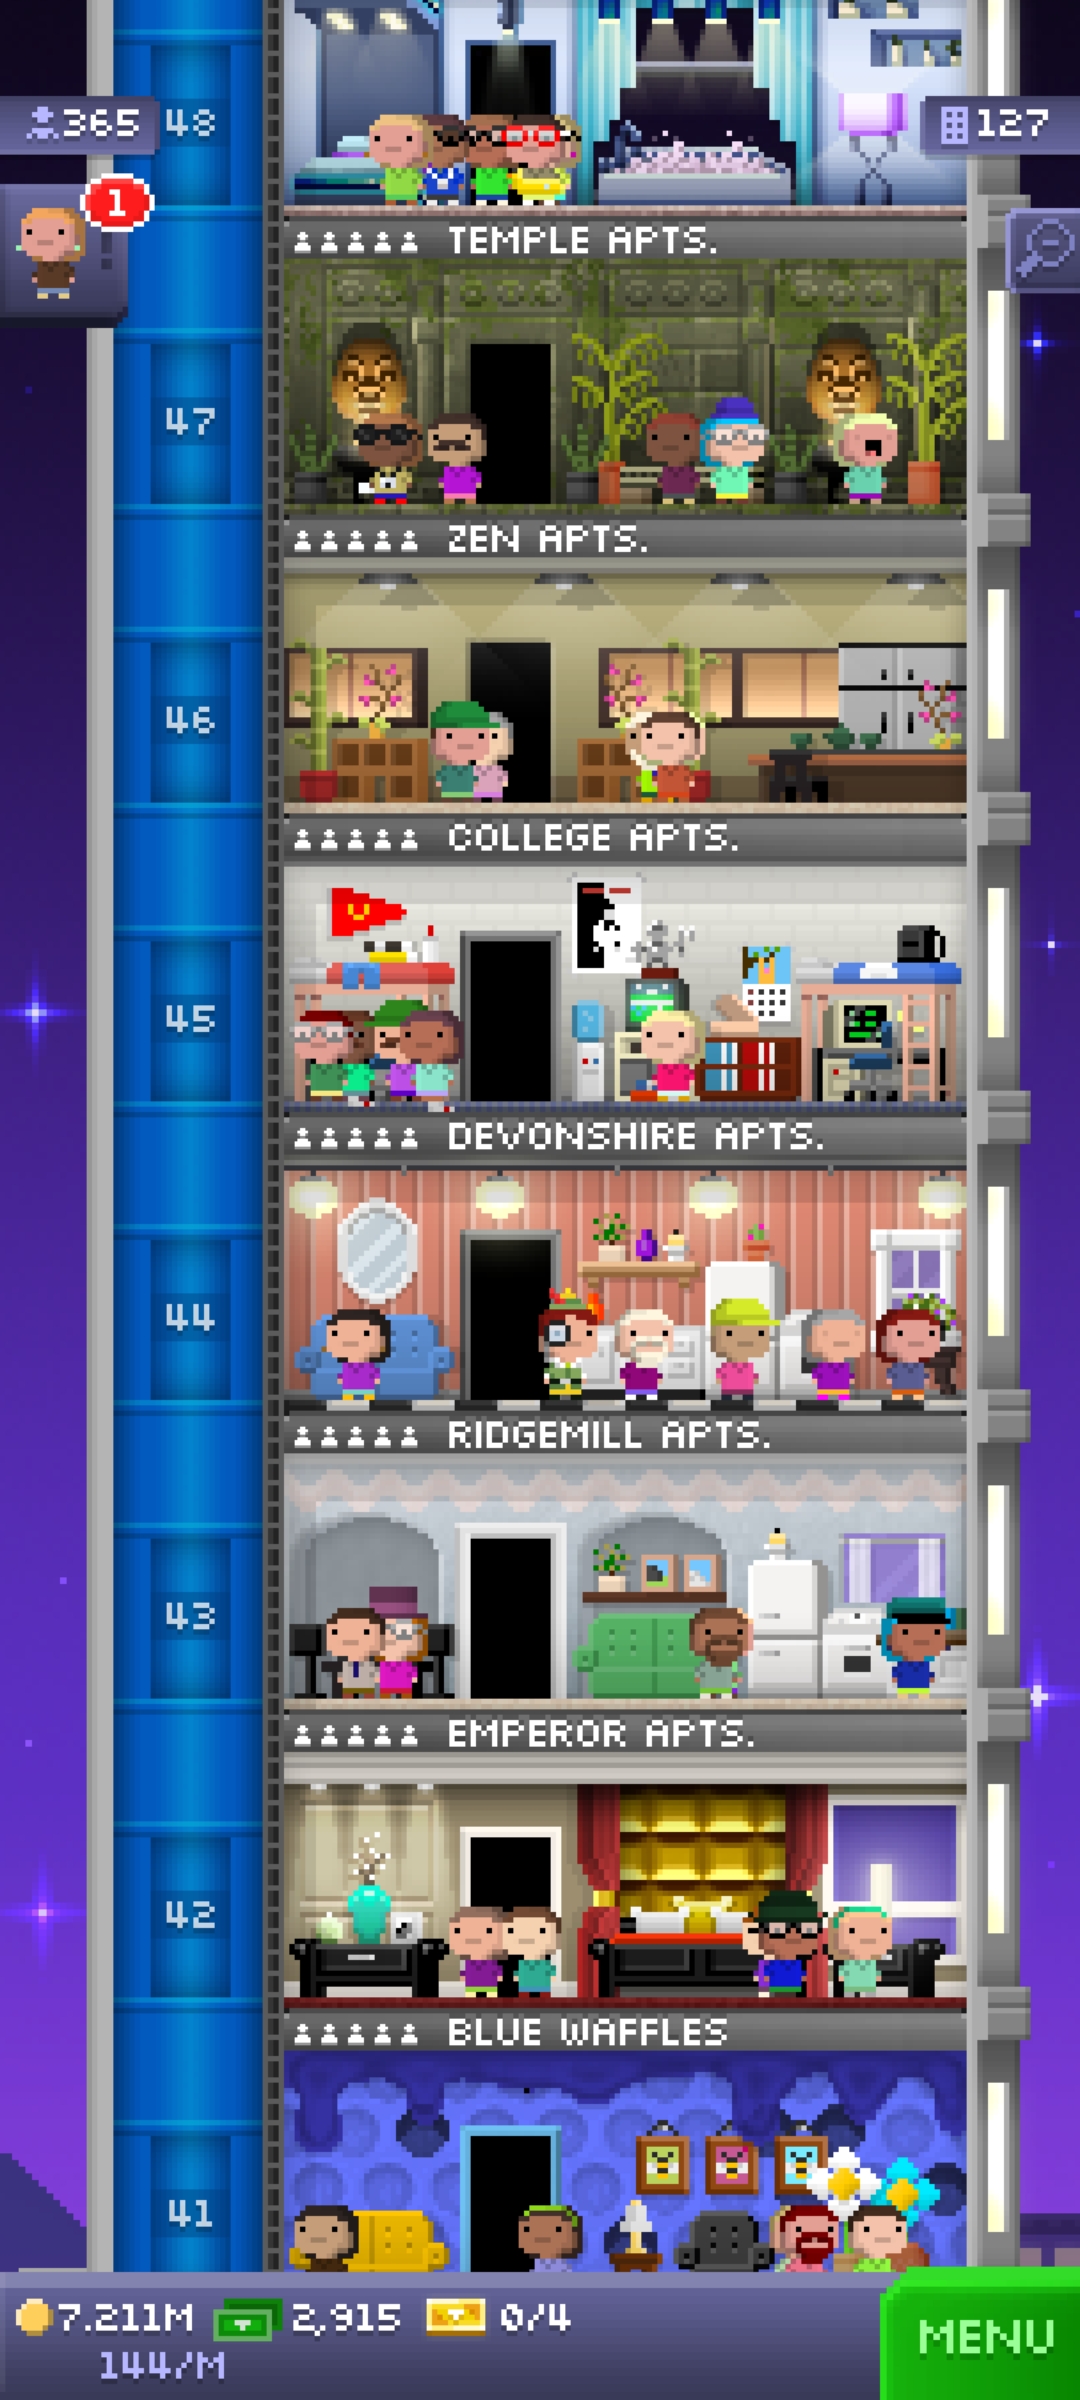 365
48
127
1
TEMPLE APTS.
47
ZEN APTS.
46
COLLEGE APTS.
45
DEVONSHIRE APTS.
44
RIDGEMILL APTS.
43
EMPEROR APTS.
42
BLUE WAFFLES
41
7.211M 2,915 0/4
144/M
MENU